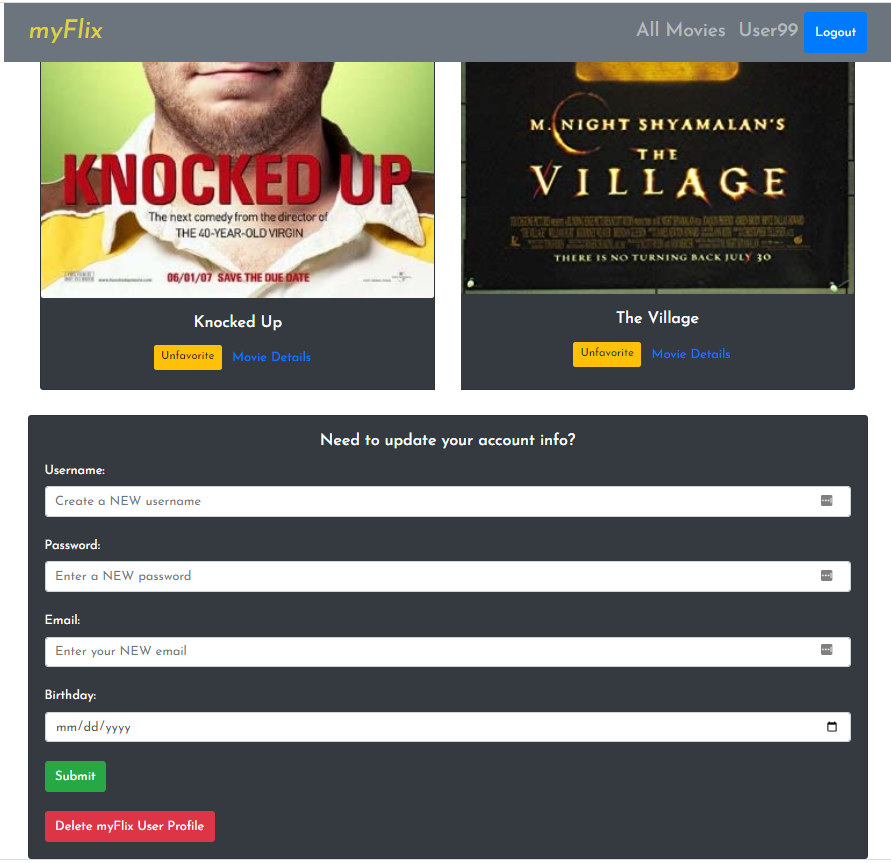 myFlix
All Movies User99 Logout
KNOCKED UP
The next comedy from the director of
THE 40-YEAR-OLD VIRGIN
06/01/07 SAVE THE DUE DATE
M. NIGHT SHYAMALAN'S
THE
VILLAGE
THERE IS NO TURNING BACK JULY 30
Knocked Up
Unfavorite Movie Details
The Village
Unfavorite Movie Details
Need to update your account info?
Username:
Create a NEW username
Password:
Enter a NEW password
Email:
Enter your NEW email
Birthday:
mm/dd/yyyy
Submit
Delete myFlix User Profile